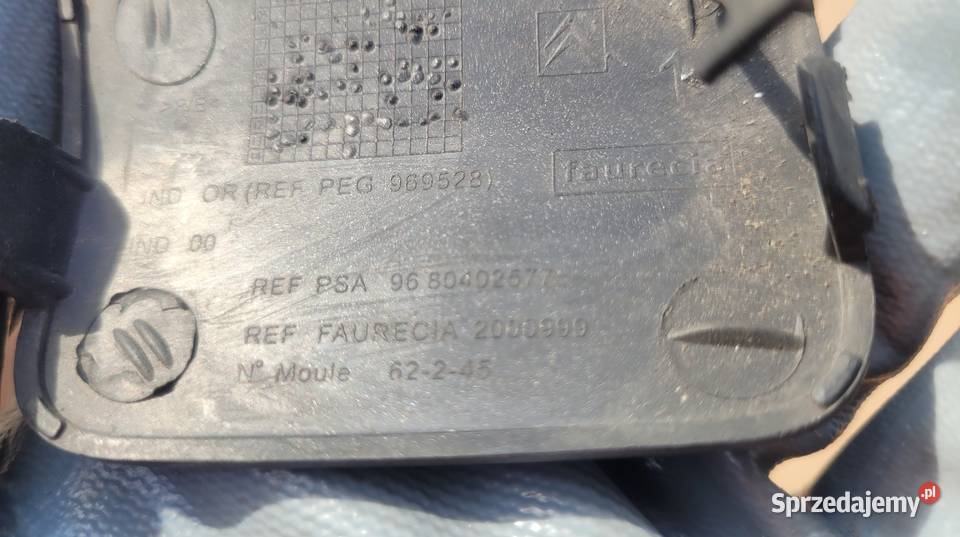 faurecia
IND OR (REF PEG 969528)
IND 00
REF PSA 96 80402677
REF FAURECIA 2000999
N° Moule 62-2-45
Sprzedajemy.pl